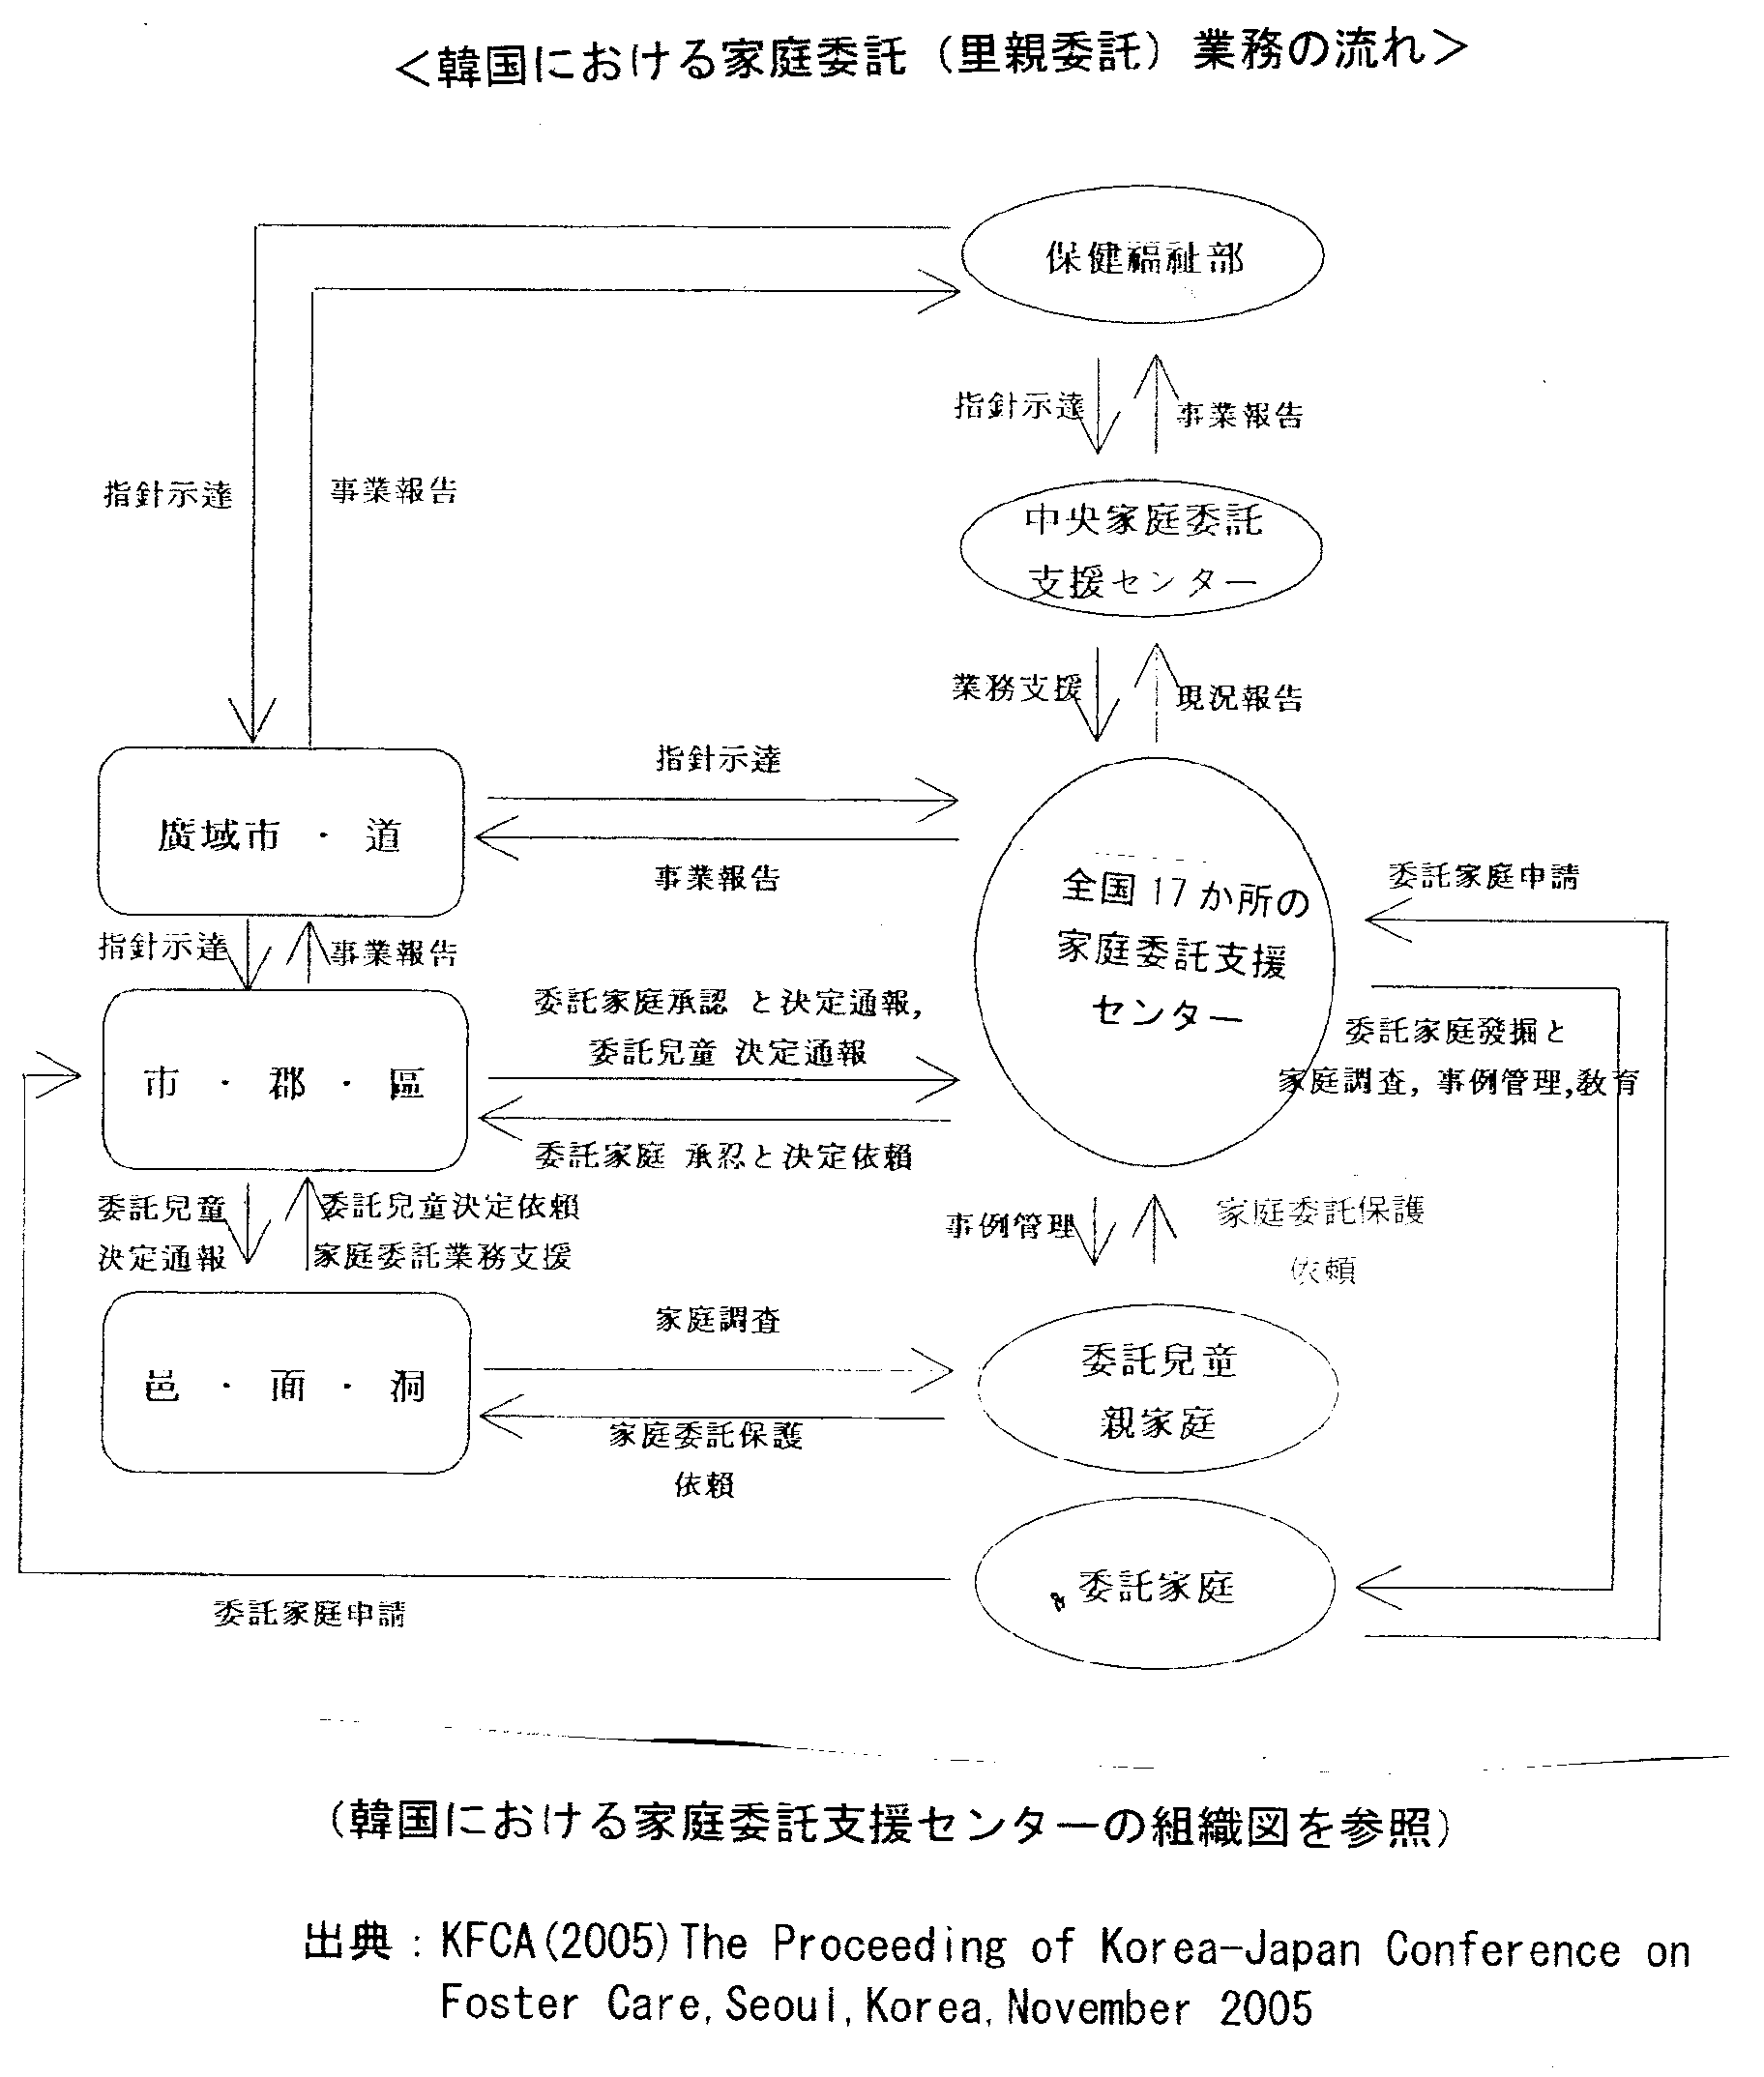 ＜韓国における家庭委託（里親委託）業務の流れ＞
保健福祉部
指針示達
事業報告
指針示達
事業報告
中央家庭委託
支援センター
業務支援
現況報告
廣域市・道
指針示達
事業報告
全国17か所の
家庭委託支援
センター
委託家庭申請
指針示達
事業報告
市・郡・區
委託家庭承認 と決定通報,
委託兒童 決定通報
委託家庭 承忍と決定依頼
委託家庭發掘と
家庭調査, 事例管理,敎育
委託兒童
決定通報
委託兒童決定依頼
家庭委託業務支援
事例管理
家庭委託保護
依頼
邑・面・洞
家庭調査
家庭委託保護
依頼
委託兒童
親家庭
委託家庭
委託家庭申請
（韓国における家庭委託支援センターの組織図を参照）
出典：KFCA(2005)The Proceeding of Korea-Japan Conference on
Foster Care,Seoul,Korea,November 2005